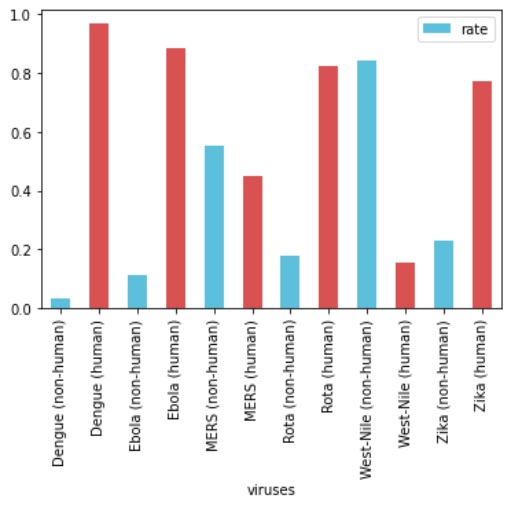 1.0
0.8
0.6
0.4
0.2
0.0
rate
Dengue (non-human)
Dengue (human)
Ebola (non-human)
Ebola (human)
MERS (non-human)
MERS (human)
Rota (non-human)
Rota (human)
West-Nile (non-human)
West-Nile (human)
Zika (non-human)
Zika (human)
viruses